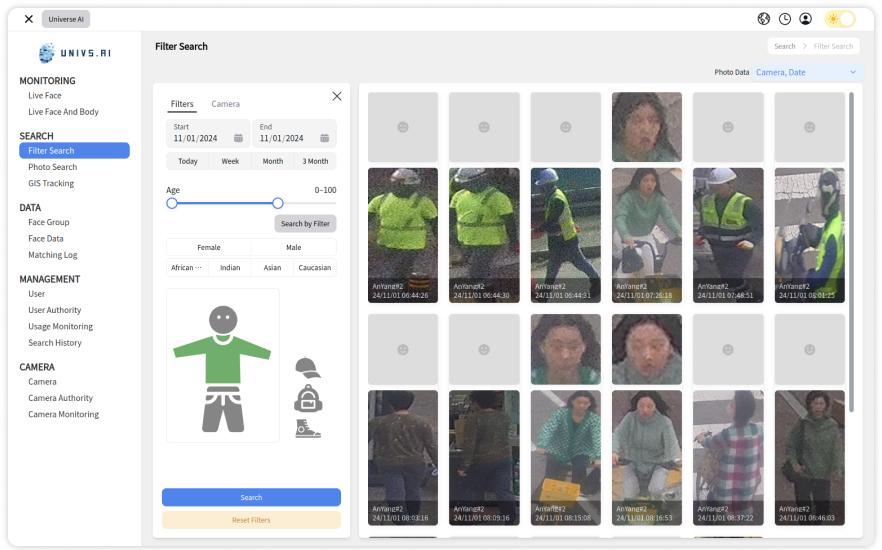 Universe AI
UNIVS.AI
Filter Search
Search > Filter Search
Photo Data Camera, Date
MONITORING
Live Face
Live Face And Body
SEARCH
Filter Search
Photo Search
GIS Tracking
DATA
Face Group
Face Data
Matching Log
MANAGEMENT
User
User Authority
Usage Monitoring
Search History
CAMERA
Camera
Camera Authority
Camera Monitoring
Filters Camera
Start End
11/01/2024 11/01/2024
Today Week Month 3 Month
Age 0–100
Search by Filter
Female Male
African ··· Indian Asian Caucasian
Search
Reset Filters
AnYang#2 AnYang#2 AnYang#2 AnYang#2 AnYang#2 AnYang#2
24/11/01 06:44:26 24/11/01 06:44:30 24/11/01 06:44:31 24/11/01 07:26:18 24/11/01 07:48:51 24/11/01 08:01:25
AnYang#2 AnYang#2 AnYang#2 AnYang#2 AnYang#2 AnYang#2
24/11/01 08:03:16 24/11/01 08:09:16 24/11/01 08:15:08 24/11/01 08:16:53 24/11/01 08:37:22 24/11/01 08:46:03